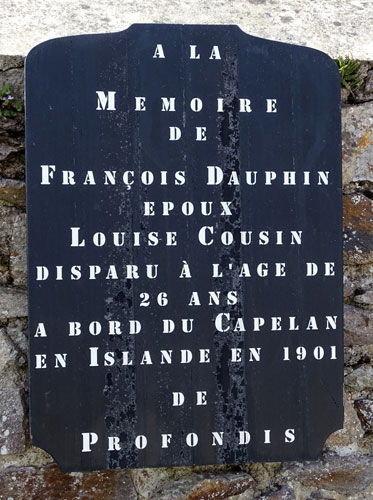 A LA
MEMOIRE
DE
FRANÇOIS DAUPHIN
EPOUX
LOUISE COUSIN
DISPARU À L'AGE DE
26 ANS
A BORD DU CAPELAN
EN ISLANDE EN 1901
DE
PROFONDIS